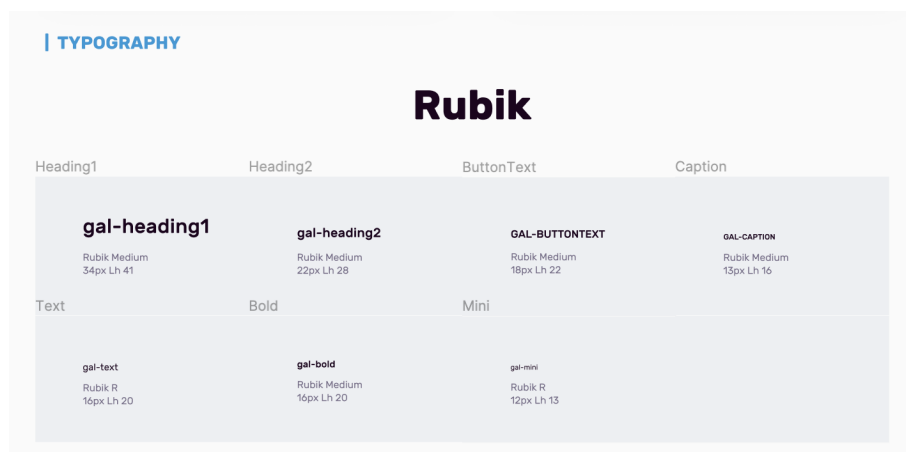 TYPOGRAPHY
Rubik
Heading1
Heading2
ButtonText
Caption
gal-heading1
Rubik Medium
34px Lh 41
gal-heading2
Rubik Medium
22px Lh 28
GAL-BUTTONTEXT
Rubik Medium
18px Lh 22
GAL-CAPTION
Rubik Medium
13px Lh 16
Text
Bold
Mini
gal-text
Rubik R
16px Lh 20
gal-bold
Rubik Medium
16px Lh 20
gal-mini
Rubik R
12px Lh 13